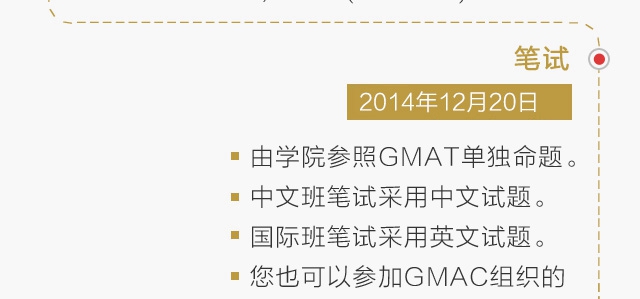 笔试
2014年12月20日
由学院参照GMAT单独命题。
中文班笔试采用中文试题。
国际班笔试采用英文试题。
您也可以参加GMAC组织的